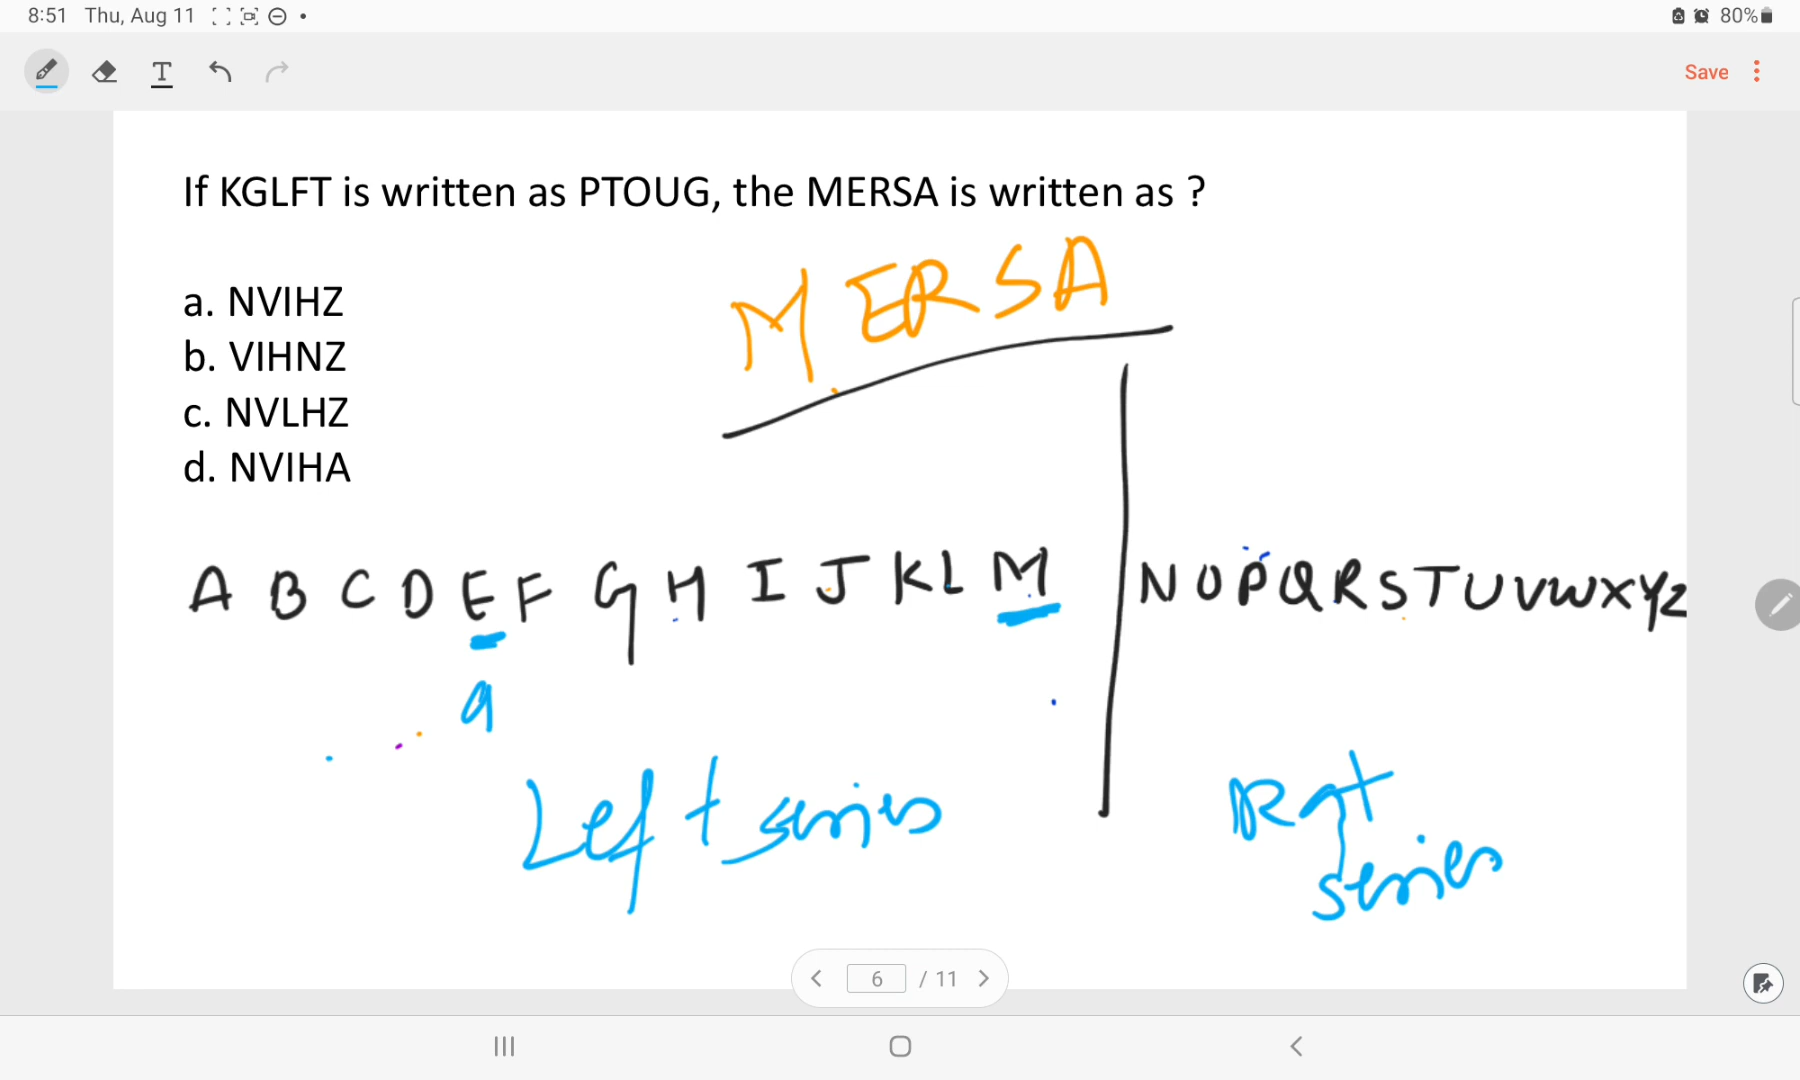 8:51 Thu, Aug 11 80%
T Save
If KGLFT is written as PTOUG, the MERSA is written as ?
MERSA
a. NVIHZ
b. VIHNZ
c. NVLHZ
d. NVIHA
A B C D E F G H I J K L M N O P Q R S T U V W X Y Z
q
Left series
Rgt
series
6 / 11